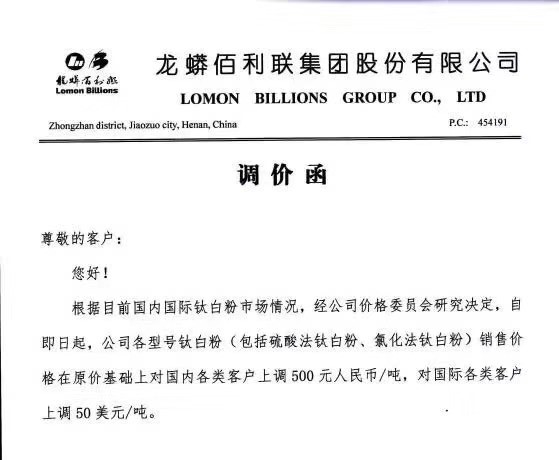 龙蟒佰利联
Lomon Billions
龙蟒佰利联集团股份有限公司
LOMON BILLIONS GROUP CO., LTD
Zhongzhan district, Jiaozuo city, Henan, China P.C.: 454191
调价函
尊敬的客户：
您好！
根据目前国内国际钛白粉市场情况，经公司价格委员会研究决定，自
即日起，公司各型号钛白粉（包括硫酸法钛白粉、氯化法钛白粉）销售价
格在原价基础上对国内各类客户上调 500 元人民币/吨，对国际各类客户
上调 50 美元/吨。